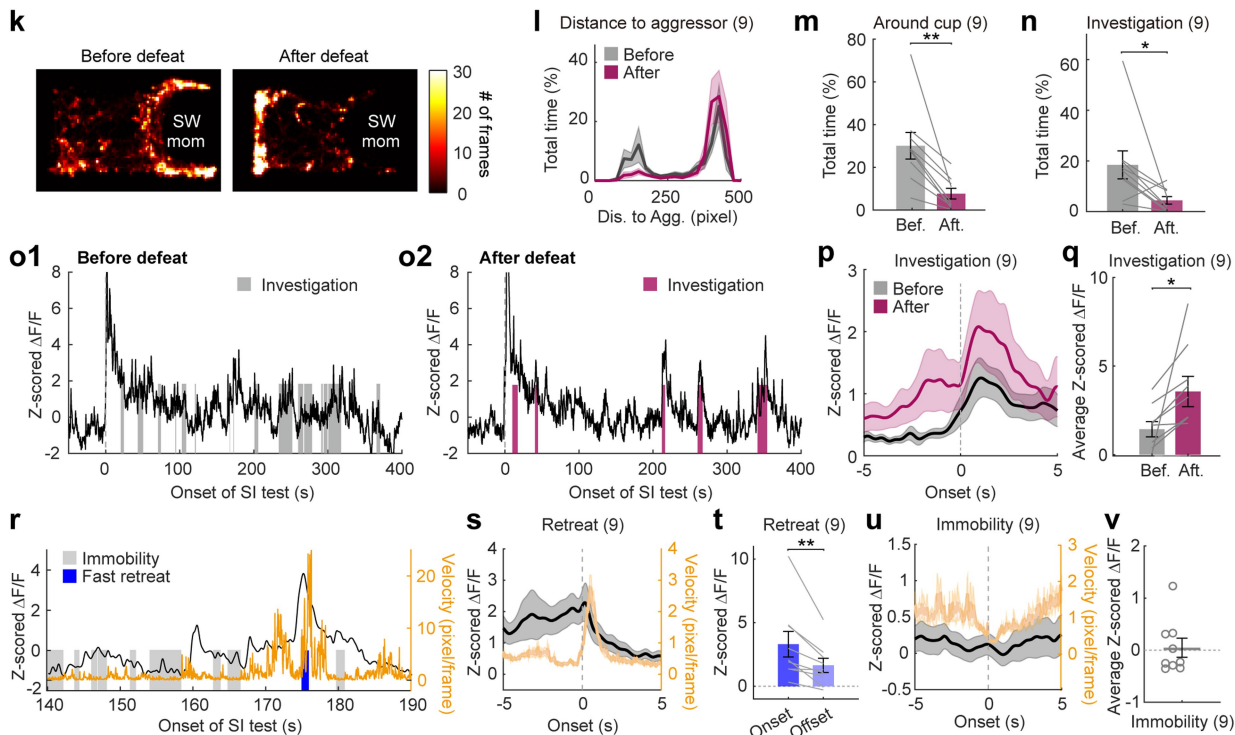 k
Before defeat
After defeat
SW
mom
SW
mom
30
20
10
0
# of frames
l
Distance to aggressor (9)
Before
After
40
20
0
Total time (%)
0
250
500
Dis. to Agg. (pixel)
m
Around cup (9)
**
80
60
40
20
0
Total time (%)
Bef.
Aft.
n
Investigation (9)
*
60
40
20
0
Total time (%)
Bef.
Aft.
o1
Before defeat
Investigation
8
6
4
2
0
-2
Z-scored ΔF/F
0
100
200
300
400
Onset of SI test (s)
o2
After defeat
Investigation
8
6
4
2
0
-2
Z-scored ΔF/F
0
100
200
300
400
Onset of SI test (s)
p
Investigation (9)
Before
After
3
2
1
0
Z-scored ΔF/F
-5
0
5
Onset (s)
q
Investigation (9)
*
10
5
0
Average Z-scored ΔF/F
Bef.
Aft.
r
Immobility
Fast retreat
4
2
0
-2
Z-scored ΔF/F
20
10
0
Velocity (pixel/frame)
140
150
160
170
180
190
Onset of SI test (s)
s
Retreat (9)
4
3
2
1
0
-1
Z-scored ΔF/F
4
3
2
1
0
Velocity (pixel/frame)
-5
0
5
Onset (s)
t
Retreat (9)
**
10
5
0
Z-scored ΔF/F
Onset
Offset
u
Immobility (9)
1.5
1
0.5
0
-0.5
Z-scored ΔF/F
3
2
1
0
Velocity (pixel/frame)
-5
0
5
Onset (s)
v
2
1
0
-1
Average Z-scored ΔF/F
Immobility (9)